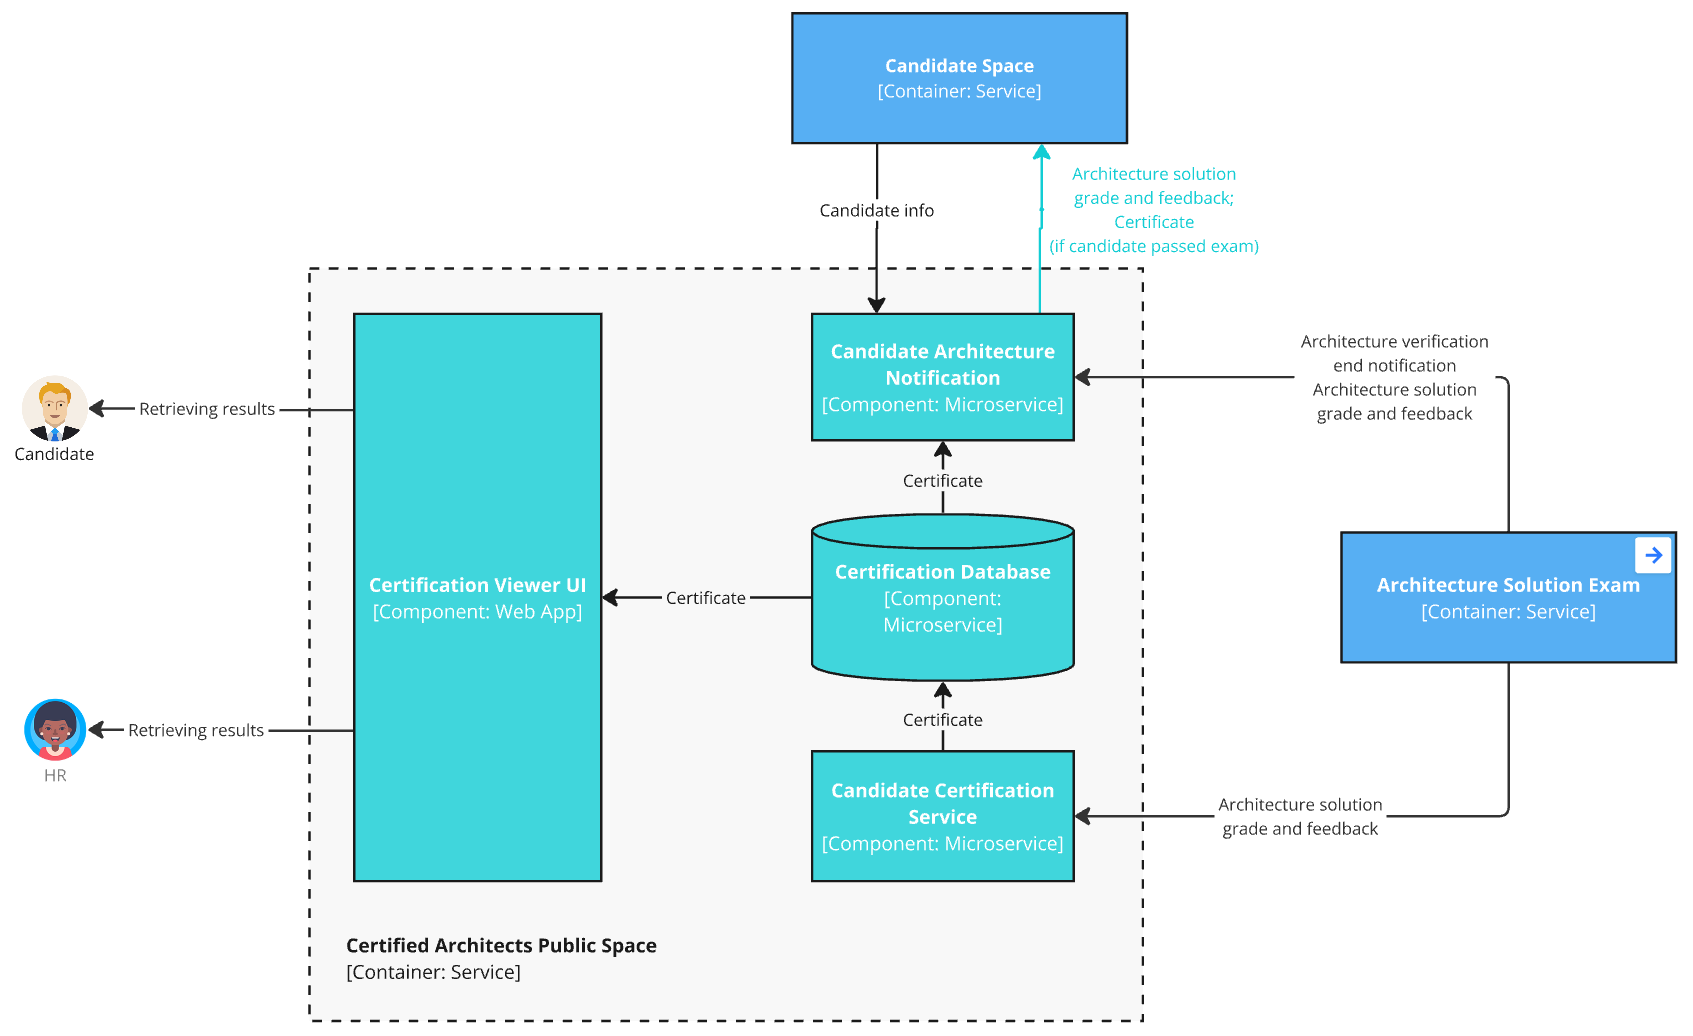 Candidate Space
[Container: Service]
Architecture solution
grade and feedback;
Certificate
(if candidate passed exam)
Candidate info
Candidate Architecture
Notification
[Component: Microservice]
Architecture verification
end notification
Architecture solution
grade and feedback
Retrieving results
Candidate
Certificate
Certification Viewer UI
[Component: Web App]
Certificate
Certification Database
[Component:
Microservice]
Architecture Solution Exam
[Container: Service]
Certificate
Retrieving results
HR
Candidate Certification
Service
[Component: Microservice]
Architecture solution
grade and feedback
Certified Architects Public Space
[Container: Service]